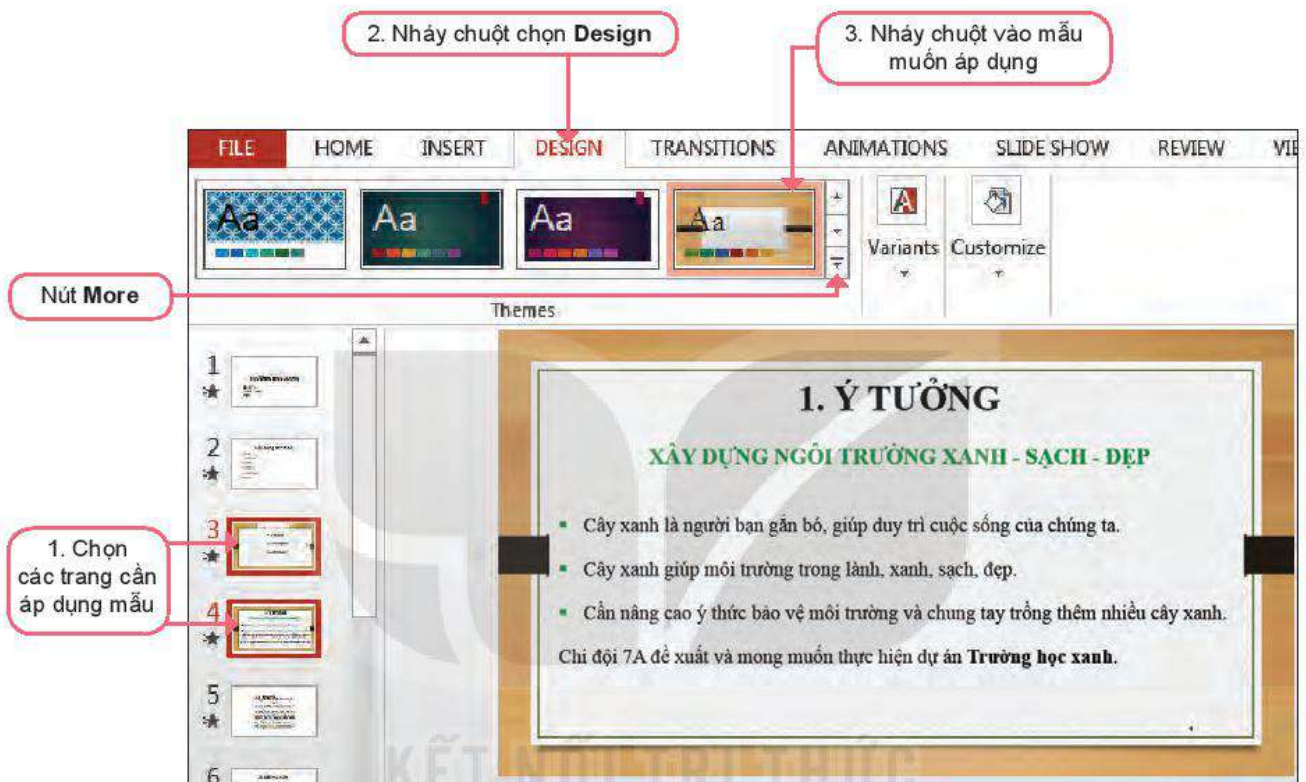 2. Nháy chuột chọn Design
3. Nháy chuột vào mẫu
muốn áp dụng
FILE HOME INSERT DESIGN TRANSITIONS ANIMATIONS SLIDE SHOW REVIEW VIE
Aa Aa Aa Aa
Variants Customize
Nút More
Themes
1
2
3
4
5
6
1. Chọn
các trang cần
áp dụng mẫu
1. Ý TƯỞNG
XÂY DỰNG NGÔI TRƯỜNG XANH - SẠCH - ĐẸP
Cây xanh là người bạn gắn bó, giúp duy trì cuộc sống của chúng ta.
Cây xanh giúp môi trường trong lành, xanh, sạch, đẹp.
Cần nâng cao ý thức bảo vệ môi trường và chung tay trồng thêm nhiều cây xanh.
Chi đội 7A đề xuất và mong muốn thực hiện dự án Trường học xanh.
KẾT NỐI TRI THỨC